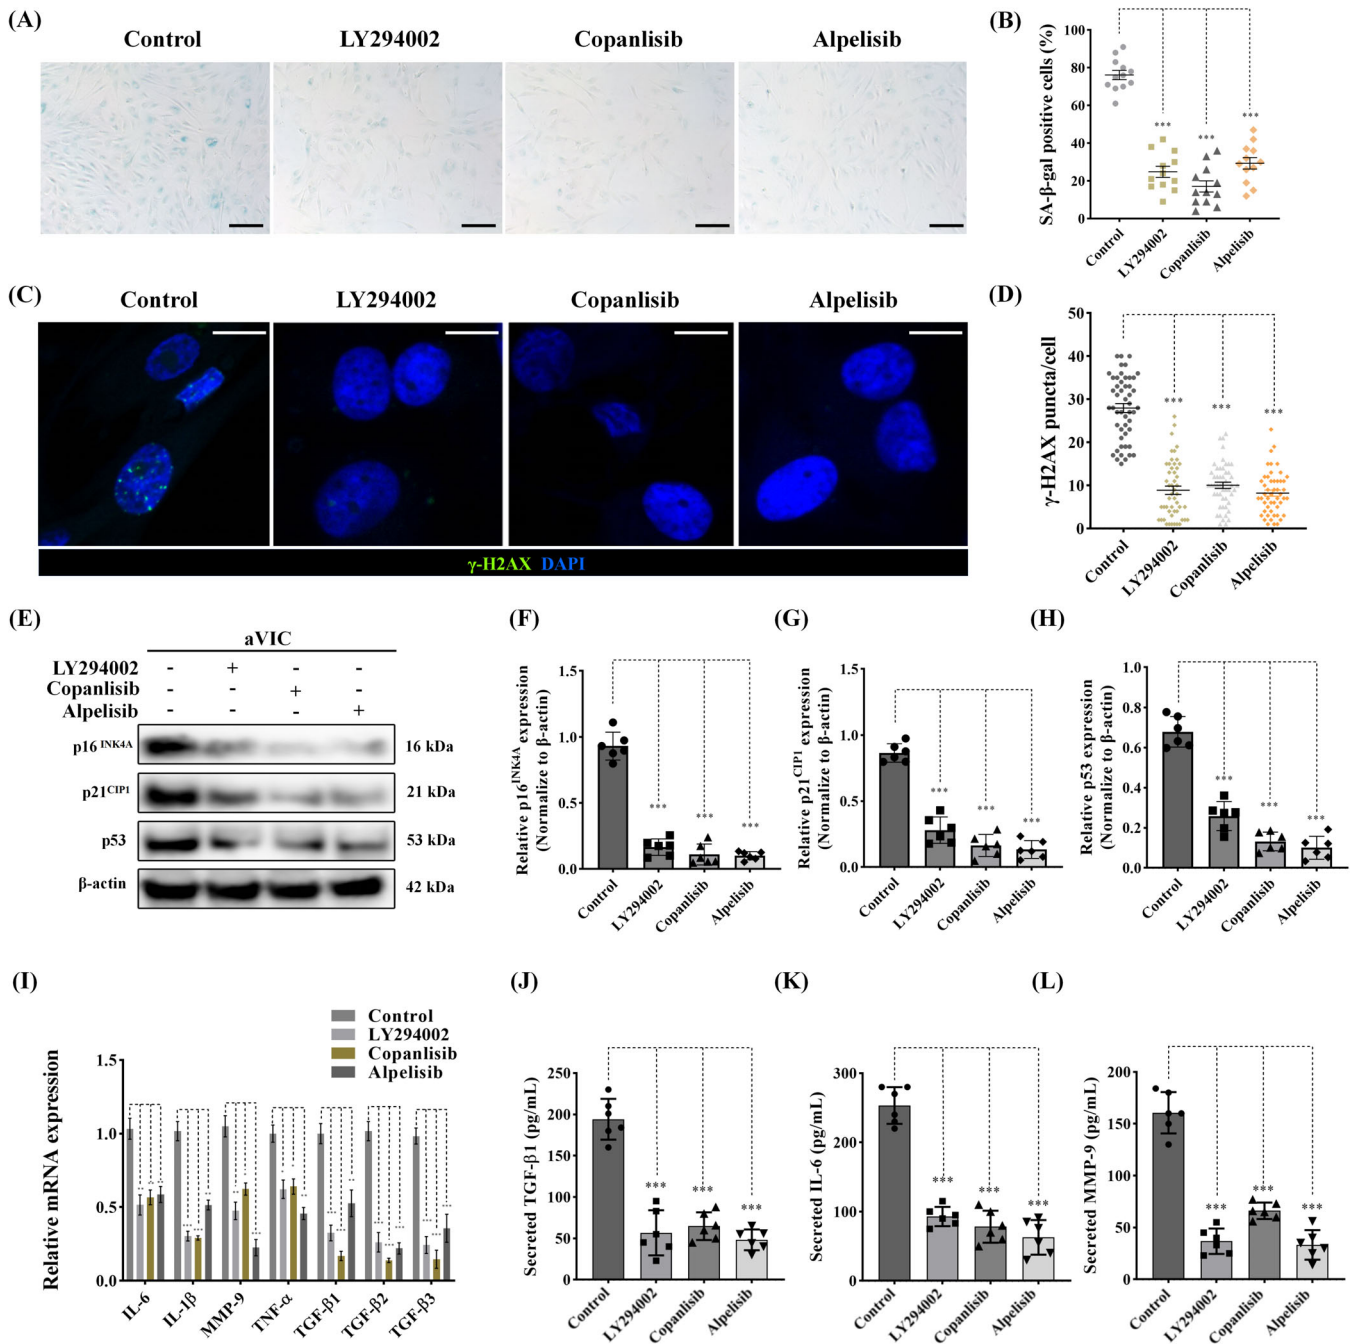 (A)
Control LY294002 Copanlisib Alpelisib
(B)
SA-β-gal positive cells (%)
100
80
60
40
20
0
***
***
***
Control
LY294002
Copanlisib
Alpelisib
(C)
Control LY294002 Copanlisib Alpelisib
γ-H2AX DAPI
(D)
γ-H2AX puncta/cell
50
40
30
20
10
0
***
***
***
Control
LY294002
Copanlisib
Alpelisib
(E)
aVIC
LY294002 - + - -
Copanlisib - - + -
Alpelisib - - - +
p16 INK4A 16 kDa
p21CIP1 21 kDa
p53 53 kDa
β-actin 42 kDa
(F)
Relative p16INK4A expression
(Normalize to β-actin)
1.5
1.0
0.5
0.0
***
***
***
Control
LY294002
Copanlisib
Alpelisib
(G)
Relative p21CIP1 expression
(Normalize to β-actin)
1.5
1.0
0.5
0.0
***
***
***
Control
LY294002
Copanlisib
Alpelisib
(H)
Relative p53 expression
(Normalize to β-actin)
1.0
0.8
0.6
0.4
0.2
0.0
***
***
***
Control
LY294002
Copanlisib
Alpelisib
(I)
Control
LY294002
Copanlisib
Alpelisib
Relative mRNA expression
1.5
1.0
0.5
0.0
IL-6
IL-1β
MMP-9
TNF-α
TGF-β1
TGF-β2
TGF-β3
(J)
Secreted TGF-β1 (pg/mL)
250
200
150
100
50
0
***
***
***
Control
LY294002
Copanlisib
Alpelisib
(K)
Secreted IL-6 (pg/mL)
300
200
100
0
***
***
***
Control
LY294002
Copanlisib
Alpelisib
(L)
Secreted MMP-9 (pg/mL)
200
150
100
50
0
***
***
***
Control
LY294002
Copanlisib
Alpelisib